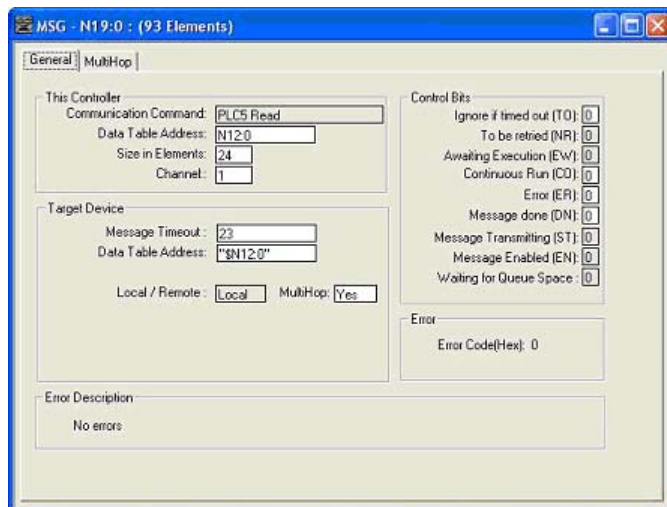 MSG - N19:0 : (93 Elements)
General MultiHop
This Controller
Communication Command: PLC5 Read
Data Table Address: N12:0
Size in Elements: 24
Channel: 1
Target Device
Message Timeout : 23
Data Table Address: "$N12:0"
Local / Remote : Local MultiHop: Yes
Control Bits
Ignore if timed out (TO): 0
To be retried (NR): 0
Awaiting Execution (EW): 0
Continuous Run (CO): 0
Error (ER): 0
Message done (DN): 0
Message Transmitting (ST): 0
Message Enabled (EN): 0
Waiting for Queue Space : 0
Error
Error Code(Hex): 0
Error Description
No errors